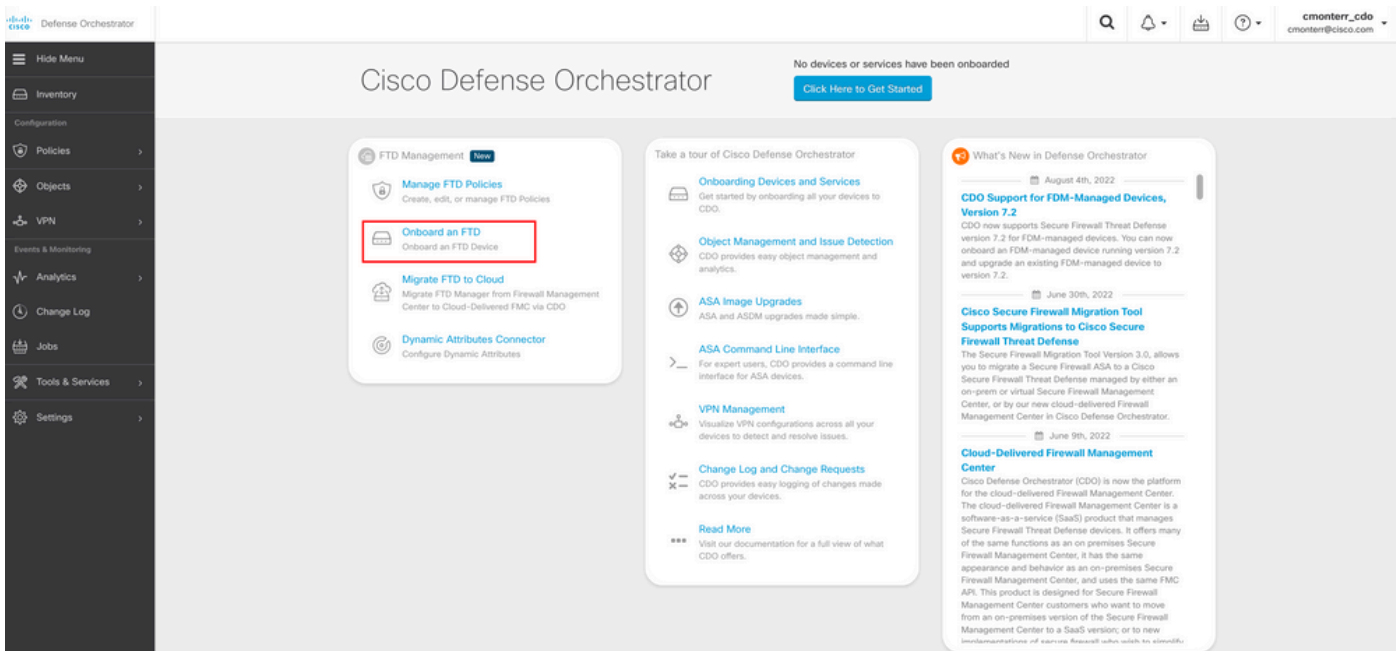 CISCO
Defense Orchestrator
cmonterr_cdo
cmonterr@cisco.com
Hide Menu
Inventory
Configuration
Policies
Objects
VPN
Events & Monitoring
Analytics
Change Log
Jobs
Tools & Services
Settings
Cisco Defense Orchestrator
No devices or services have been onboarded
Click Here to Get Started
FTD Management New
Manage FTD Policies
Create, edit, or manage FTD Policies
Onboard an FTD
Onboard an FTD Device
Migrate FTD to Cloud
Migrate FTD Manager from Firewall Management
Center to Cloud-Delivered FMC via CDO
Dynamic Attributes Connector
Configure Dynamic Attributes
Take a tour of Cisco Defense Orchestrator
Onboarding Devices and Services
Get started by onboarding all your devices to
CDO.
Object Management and Issue Detection
CDO provides easy object management and
analytics.
ASA Image Upgrades
ASA and ASDM upgrades made simple.
ASA Command Line Interface
For expert users, CDO provides a command line
interface for ASA devices.
VPN Management
Visualize VPN configurations across all your
devices to detect and resolve issues.
Change Log and Change Requests
CDO provides easy logging of changes made
across your devices.
Read More
Visit our documentation for a full view of what
CDO offers.
What's New in Defense Orchestrator
August 4th, 2022
CDO Support for FDM-Managed Devices,
Version 7.2
CDO now supports Secure Firewall Threat Defense
version 7.2 for FDM-managed devices. You can now
onboard an FDM-managed device running version 7.2
and upgrade an existing FDM-managed device to
version 7.2.
June 30th, 2022
Cisco Secure Firewall Migration Tool
Supports Migrations to Cisco Secure
Firewall Threat Defense
The Secure Firewall Migration Tool Version 3.0, allows
you to migrate a Secure Firewall ASA to a Cisco
Secure Firewall Threat Defense managed by either an
on-prem or virtual Secure Firewall Management
Center, or by our new cloud-delivered Firewall
Management Center in Cisco Defense Orchestrator.
June 9th, 2022
Cloud-Delivered Firewall Management
Center
Cisco Defense Orchestrator (CDO) is now the platform
for the cloud-delivered Firewall Management Center.
The cloud-delivered Firewall Management Center is a
software-as-a-service (SaaS) product that manages
Secure Firewall Threat Defense devices. It offers many
of the same functions as an on premises Secure
Firewall Management Center, it has the same
appearance and behavior as an on-premises Secure
Firewall Management Center, and uses the same FMC
API. This product is designed for Secure Firewall
Management Center customers who want to move
from an on-premises version of the Secure Firewall
Management Center to a SaaS version; or to new
implementations of secure firewall who wish to simplify